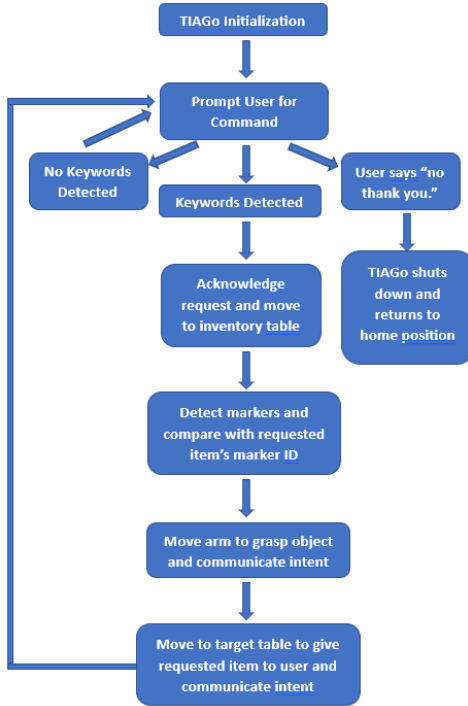 TIAGo Initialization
Prompt User for
Command
No Keywords
Detected
Keywords Detected
User says “no
thank you.”
Acknowledge
request and move
to inventory table
TIAGo shuts
down and
returns to
home position
Detect markers and
compare with requested
item’s marker ID
Move arm to grasp object
and communicate intent
Move to target table to give
requested item to user and
communicate intent